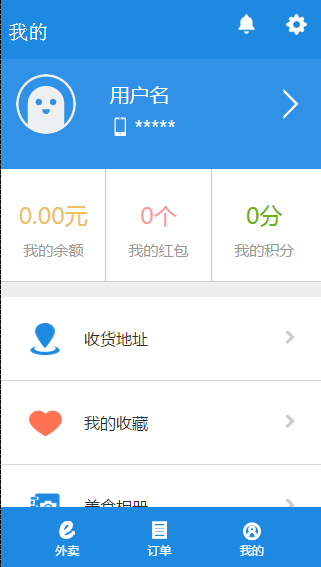 我的
用户名
*****
0.00元
0个
0分
我的余额
我的红包
我的积分
收货地址
我的收藏
美食相册
外卖
订单
我的